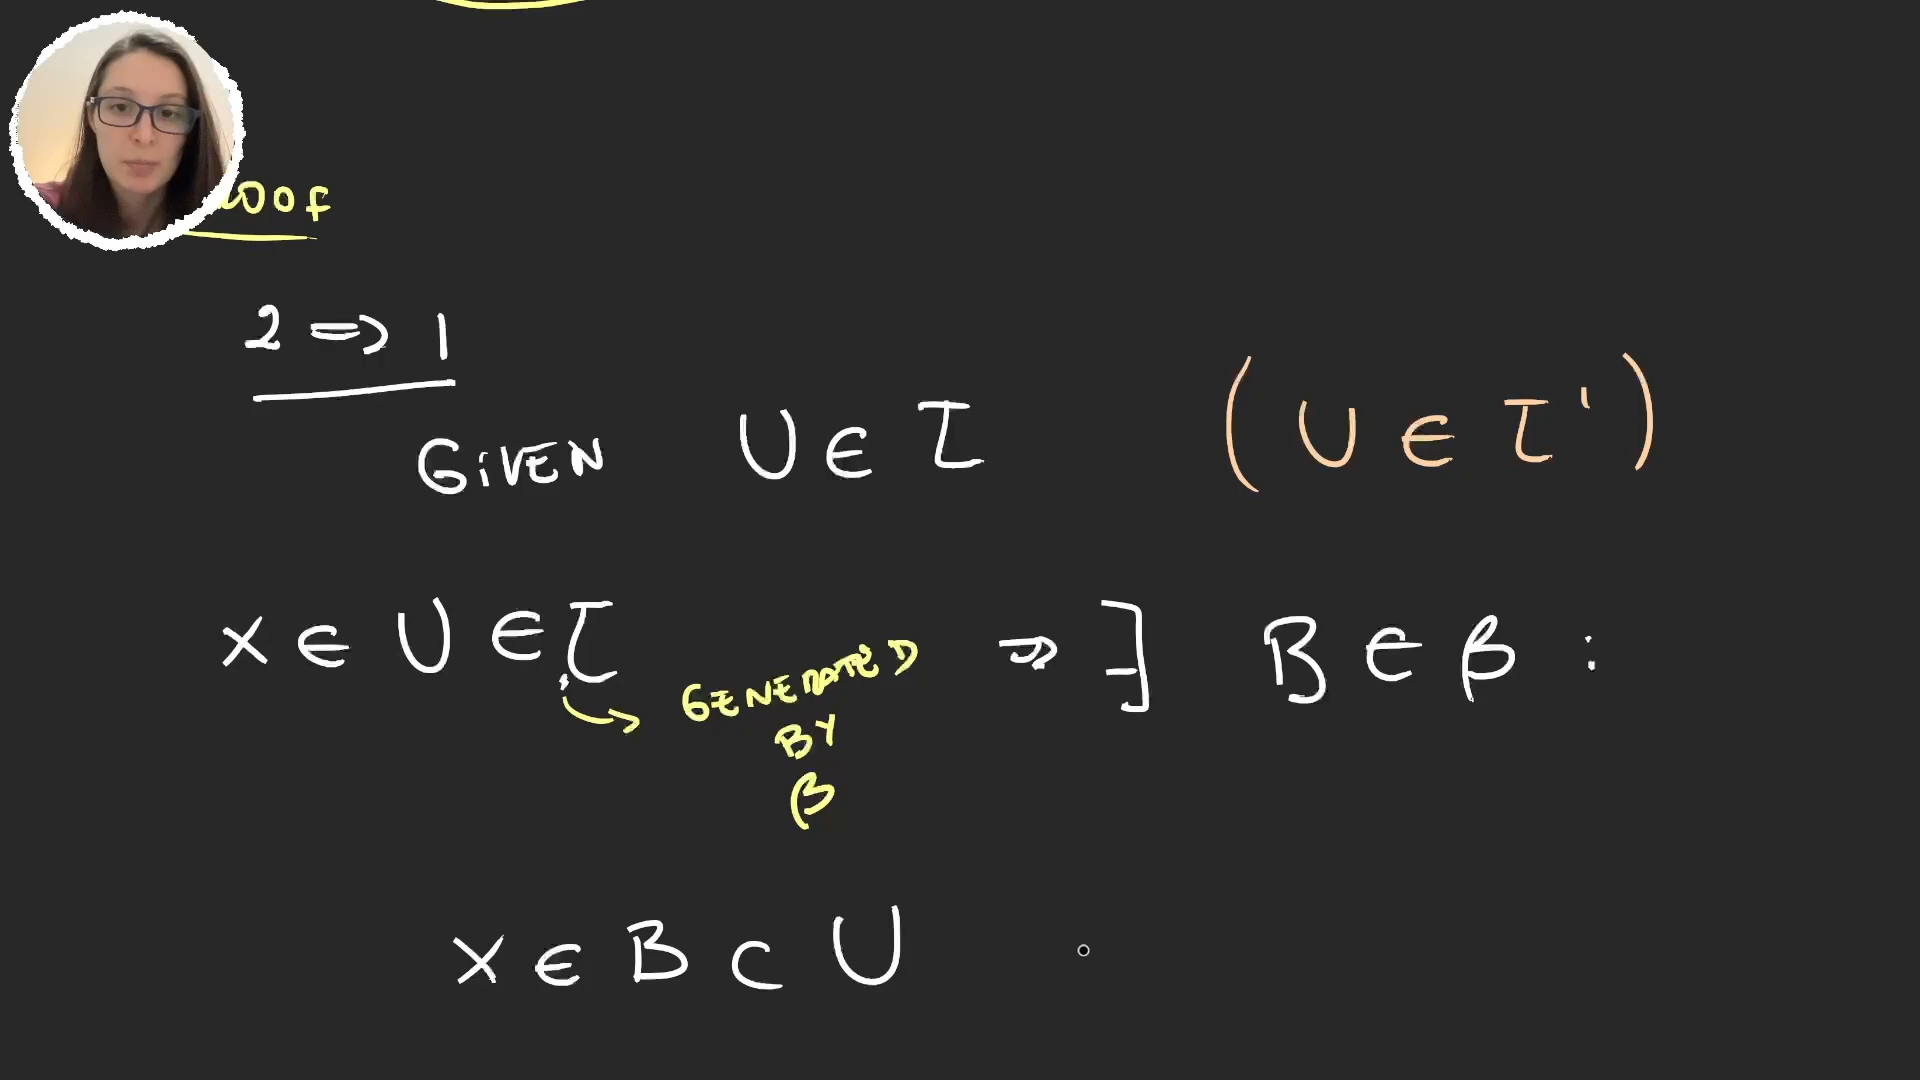 roof
2 => 1
GiVEN U ∈ τ (U ∈ τ')
x ∈ U ∈ τ => ∃ B ∈ β :
GENERATED
BY
β
x ∈ B ⊂ U